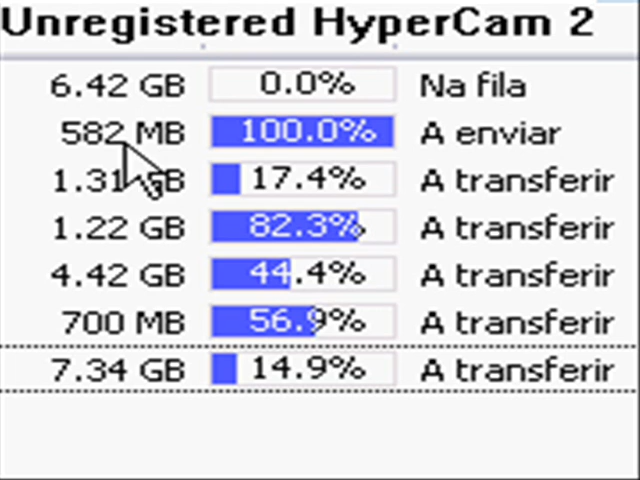 Unregistered HyperCam 2
6.42 GB 0.0% Na fila
582 MB 100.0% A enviar
1.31 GB 17.4% A transferir
1.22 GB 82.3% A transferir
4.42 GB 44.4% A transferir
700 MB 56.9% A transferir
7.34 GB 14.9% A transferir